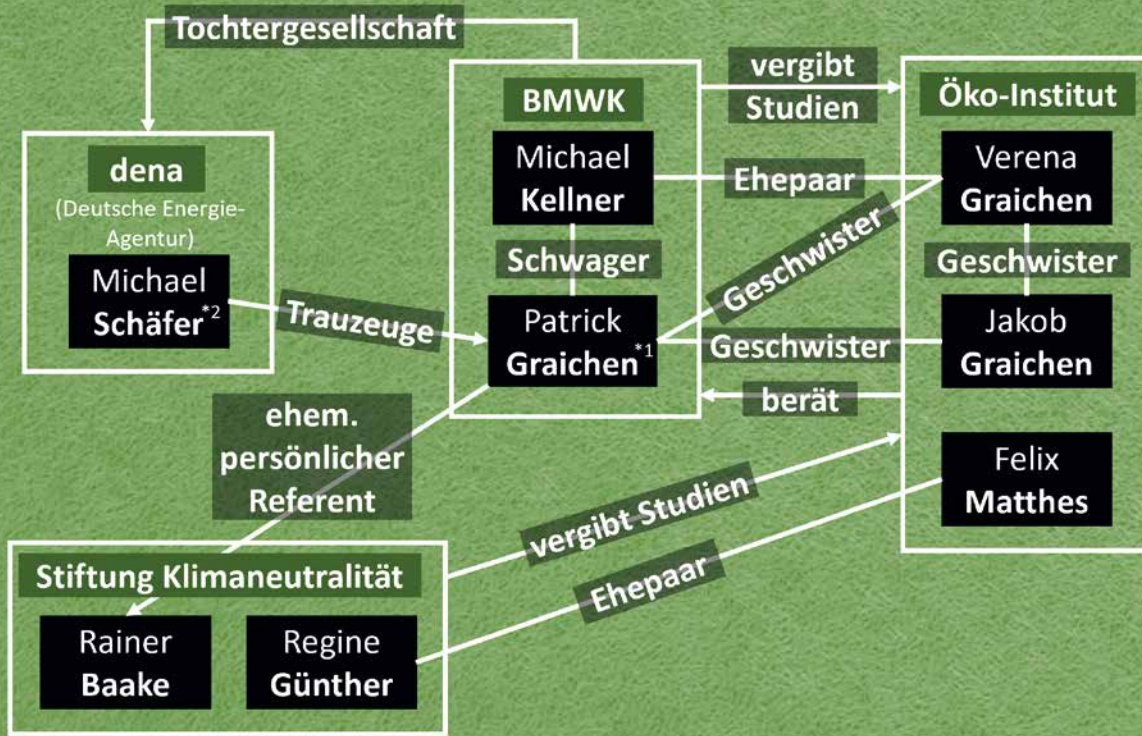 Tochtergesellschaft
dena
(Deutsche Energie-
Agentur)
Michael
Schäfer*2
Trauzeuge
BMWK
Michael
Kellner
Schwager
Patrick
Graichen*1
vergibt
Studien
Ehepaar
Geschwister
Geschwister
berät
Öko-Institut
Verena
Graichen
Geschwister
Jakob
Graichen
Felix
Matthes
ehem.
persönlicher
Referent
vergibt Studien
Ehepaar
Stiftung Klimaneutralität
Rainer
Baake
Regine
Günther